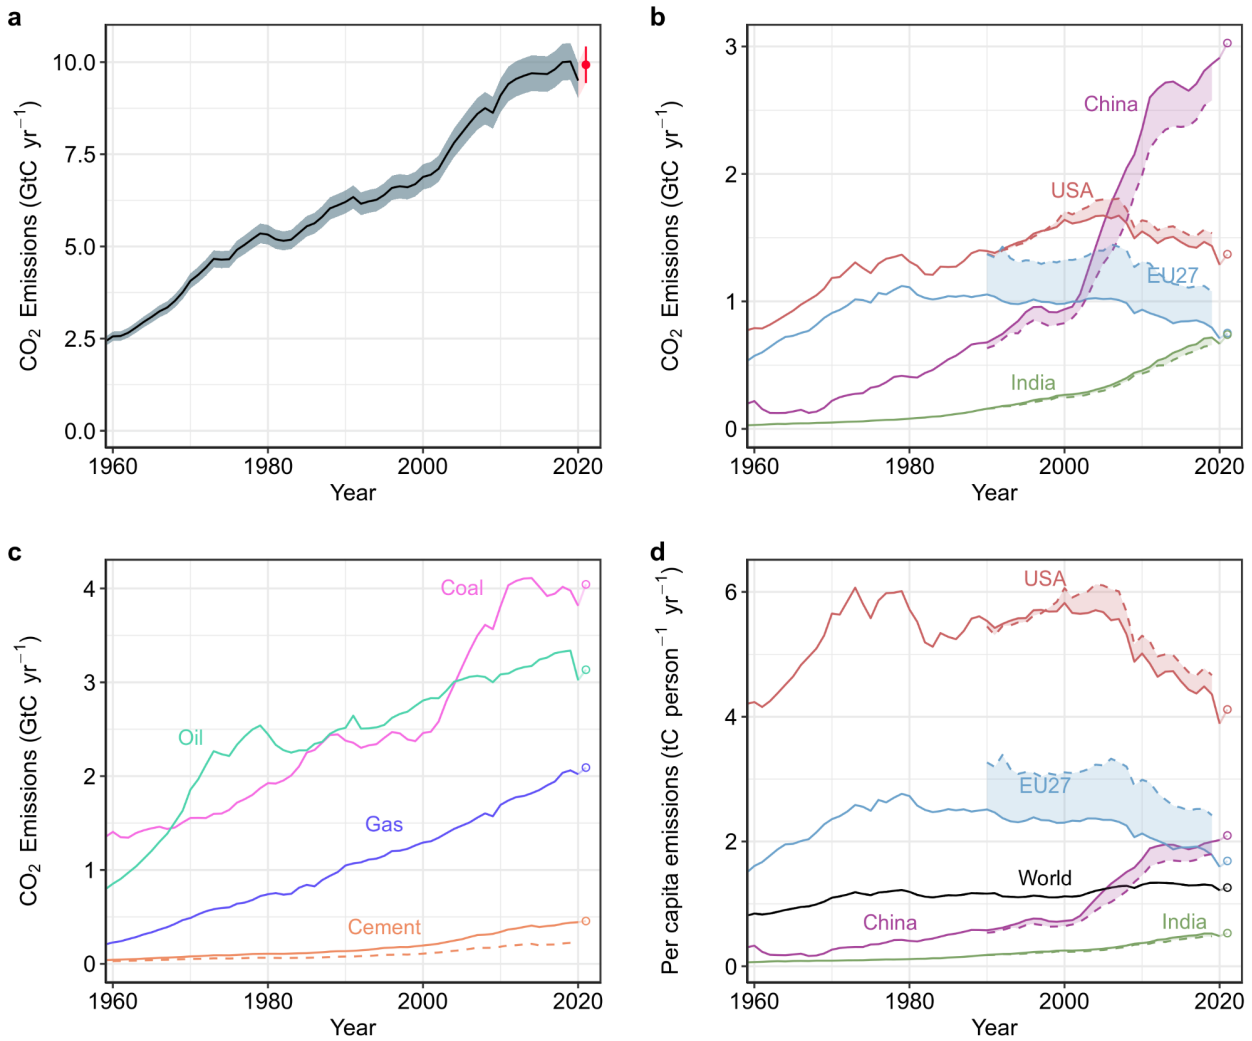 a
CO2 Emissions (GtC yr−1)
10.0
7.5
5.0
2.5
0.0
1960 1980 2000 2020
Year
b
CO2 Emissions (GtC yr−1)
3
2
1
0
China
USA
EU27
India
1960 1980 2000 2020
Year
c
CO2 Emissions (GtC yr−1)
4
3
2
1
0
Coal
Oil
Gas
Cement
1960 1980 2000 2020
Year
d
Per capita emissions (tC person−1 yr−1)
6
4
2
0
USA
EU27
World
China
India
1960 1980 2000 2020
Year